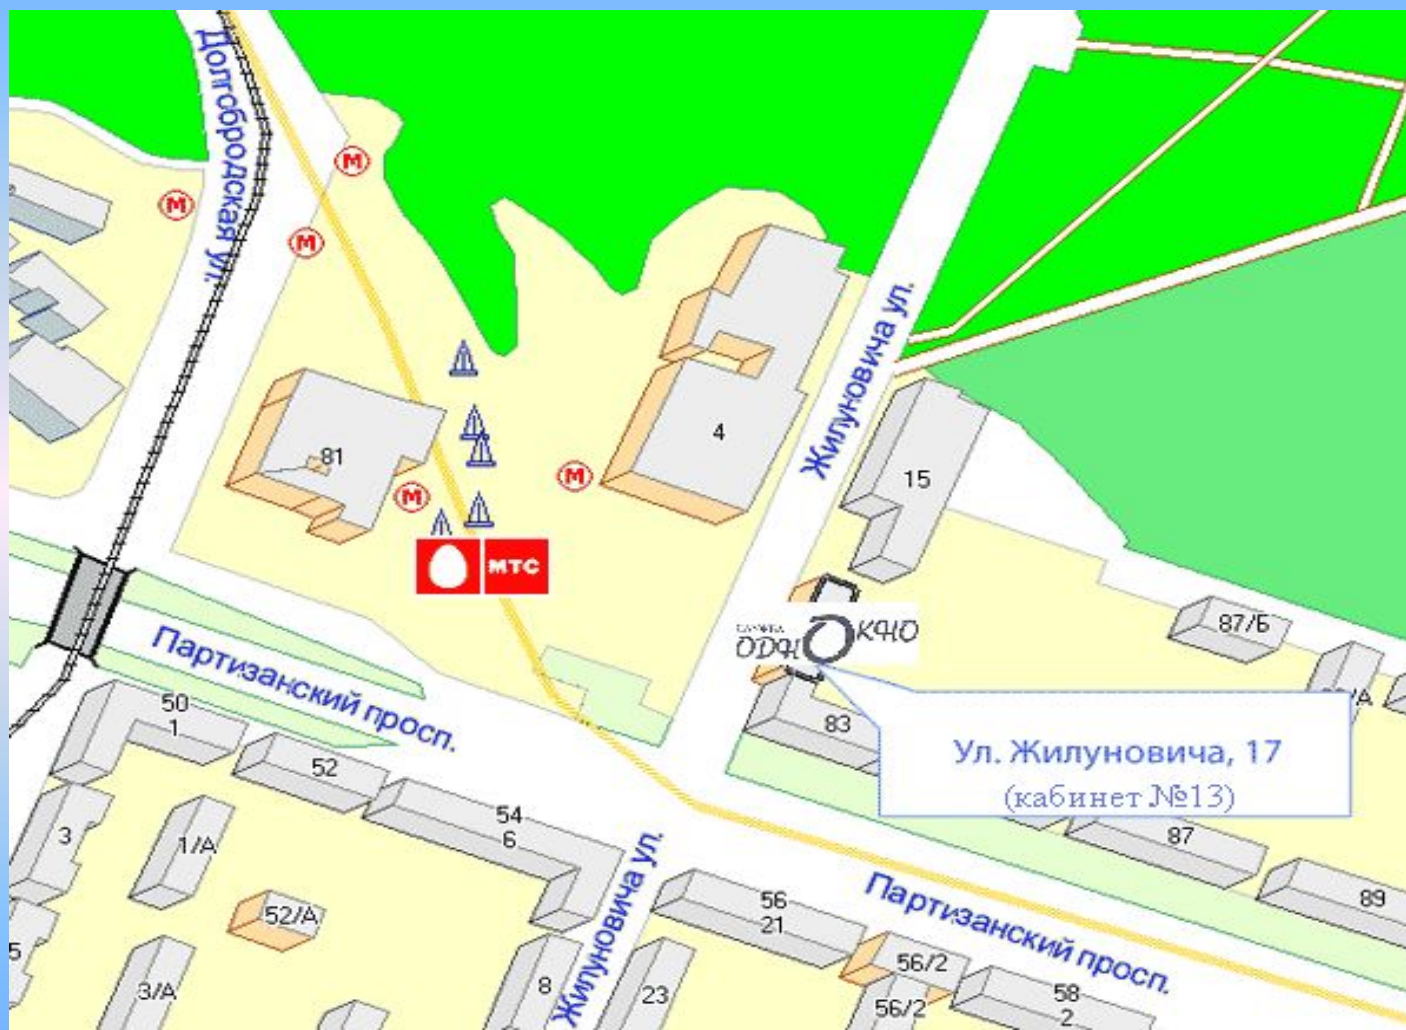 Долгобродская ул.
М
М
М
Жилуновича ул.
4
81
15
М
М
МТС
87/Б
служба
ОДНО ОКНО
Партизанский просп.
50
1
83
Ул. Жилуновича, 17
(кабинет №13)
52
54
6
3
1/А
87
89
Жилуновича ул.
52/А
56
21
Партизанский просп.
5
3/А
8
23
56/2
56/2
58
2